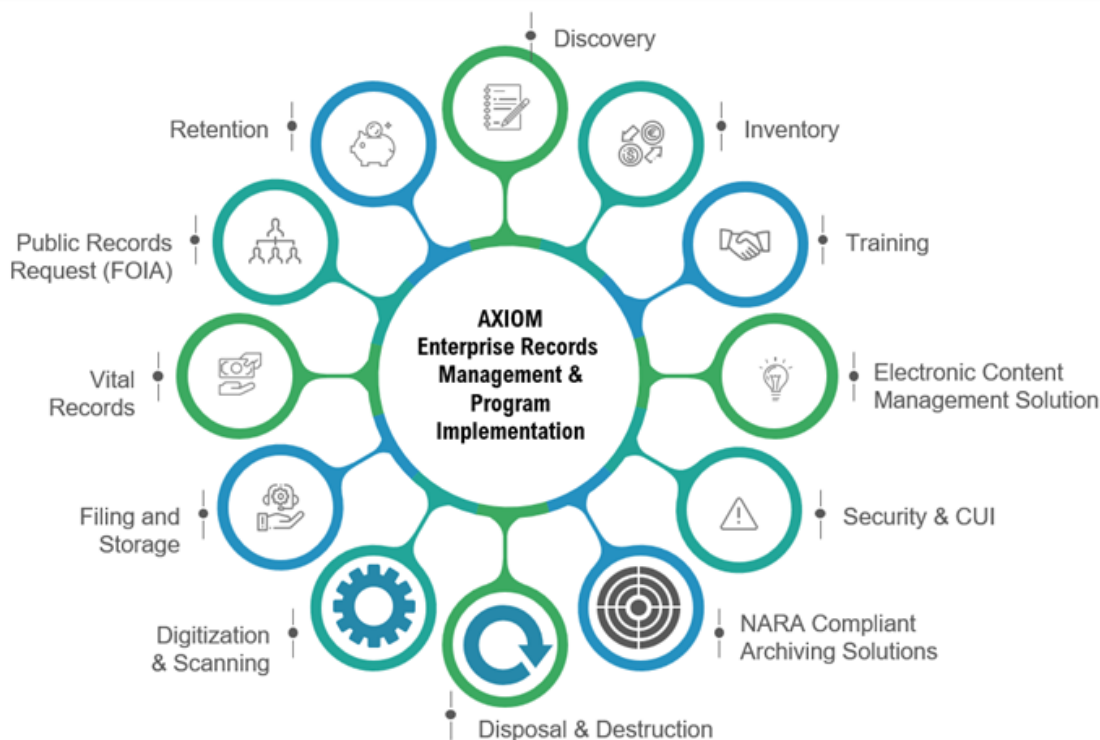 Discovery
Retention
Inventory
Public Records
Request (FOIA)
Training
AXIOM
Enterprise Records
Management &
Program
Implementation
Vital
Records
Electronic Content
Management Solution
Filing and
Storage
Security & CUI
Digitization
& Scanning
NARA Compliant
Archiving Solutions
Disposal & Destruction